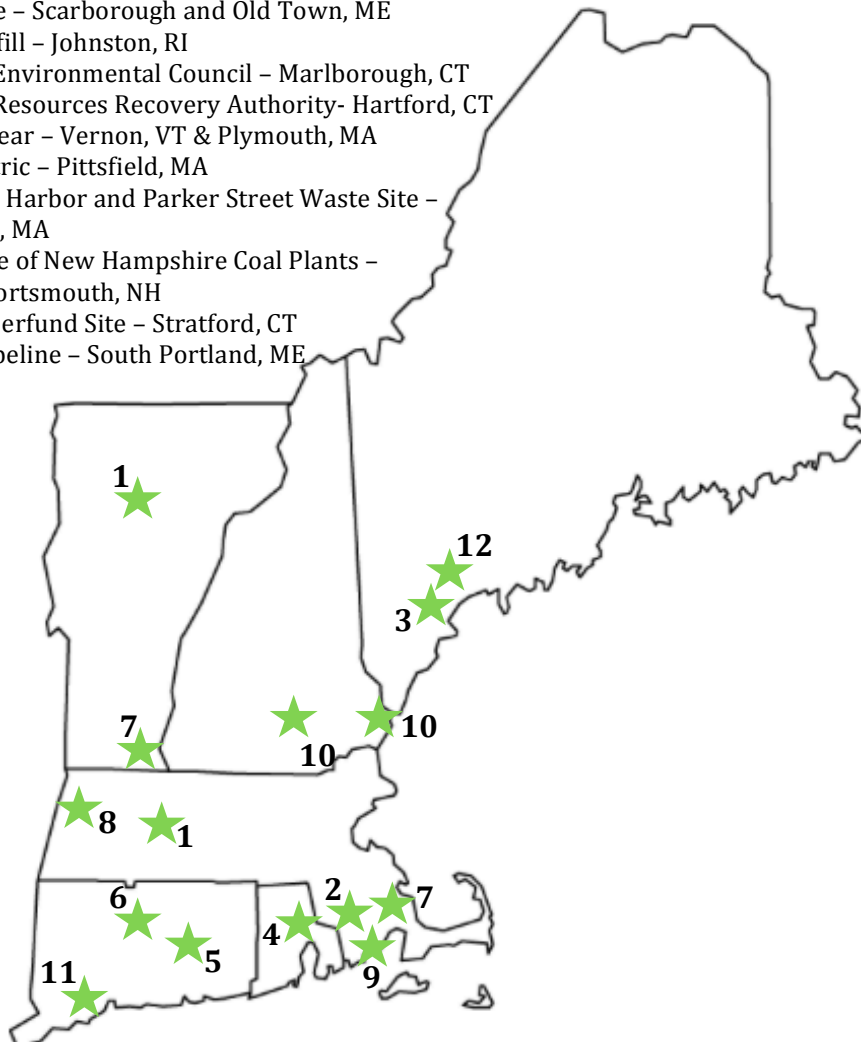 – Scarborough and Old Town, ME
fill – Johnston, RI
Environmental Council – Marlborough, CT
Resources Recovery Authority- Hartford, CT
ear – Vernon, VT & Plymouth, MA
ric – Pittsfield, MA
Harbor and Parker Street Waste Site –
, MA
e of New Hampshire Coal Plants –
ortsmouth, NH
erfund Site – Stratford, CT
peline – South Portland, ME
1
12
3
7
10
10
8
1
6
2
7
4
5
9
11